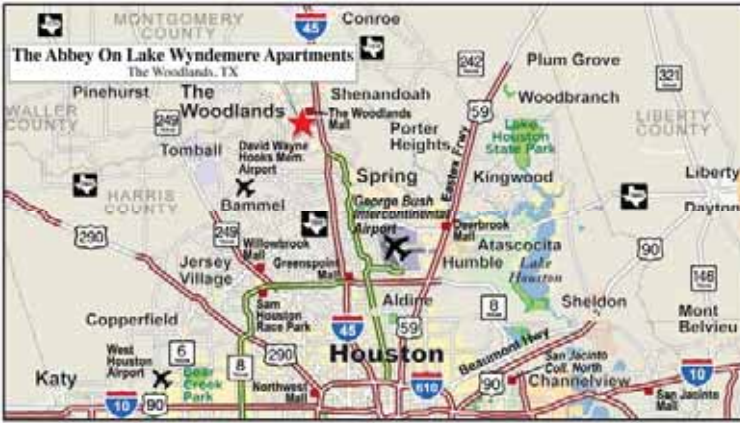 MONTGOMERY
COUNTY
45
Conroe
The Abbey On Lake Wyndemere Apartments
The Woodlands, TX
242
Plum Grove
321
Pinehurst
The
Woodlands
Shenandoah
The Woodlands
Mall
59
Woodbranch
WALLER
COUNTY
249
Tomball
David Wayne
Hooks Mem.
Airport
Porter
Heights
Eastex Frwy
Lake
Houston
State Park
LIBERTY
COUNTY
Spring
Kingwood
Liberty
HARRIS
COUNTY
Bammel
George Bush
Intercontinental
Airport
Dayton
290
249
Willowbrook
Mall
Deerbrook
Mall
Atascocita
90
Jersey
Village
Greenspoint
Mall
Humble
Lake
Houston
146
Sam
Houston
Race Park
Aldine
8
Sheldon
Mont
Belvieu
Copperfield
45
59
6
290
Houston
Beaumont Hwy
West
Houston
Airport
8
San Jacinto
Coll. North
Katy
Bear
Creek
Park
Northwest
Mall
610
90
Channelview
10
San Jacinto
Mall
10
90